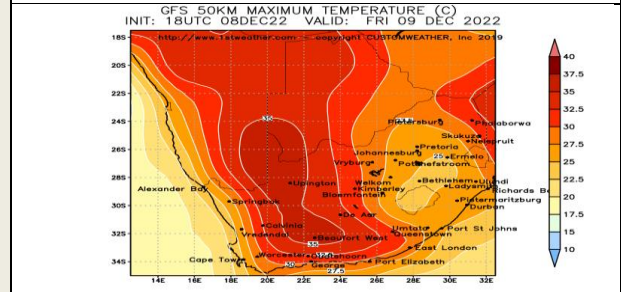 GFS 50KM MAXIMUM TEMPERATURE (C)
INIT: 18UTC 08DEC22 VALID: FRI 09 DEC 2022
http://www.1stweather.com -- copyright CUSTOMWEATHER, Inc 2019
18S
20S
22S
24S
26S
28S
30S
32S
34S
14E 16E 18E 20E 22E 24E 26E 28E 30E 32E
40
37.5
35
32.5
30
27.5
25
22.5
20
17.5
15
10
35
Pietersburg
Phalaborwa
Skukuza
Nelspruit
Pretoria
Johannesburg
25
Ermelo
Vryburg
Potchefstroom
Alexander Bay
Upington
Welkom
Kimberley
Bethlehem
Ulundi
Ladysmith
Richards
Bloemfontein
Springbok
Pietermaritzburg
Durban
De Aar
Calvinia
Vredendal
Beaufort West
Umtata
Port St Johns
Queenstown
35
East London
Cape Town
Worcester
Oudtshoorn
George
Port Elizabeth
30
27.5